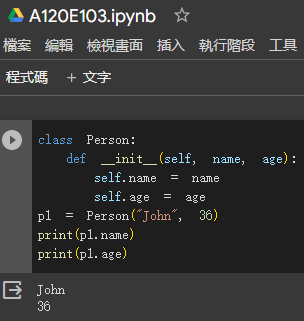 A120E103.ipynb
檔案 編輯 檢視畫面 插入 執行階段 工具
程式碼 + 文字
class Person:
    def __init__(self, name, age):
        self.name = name
        self.age = age
p1 = Person("John", 36)
print(p1.name)
print(p1.age)
John
36